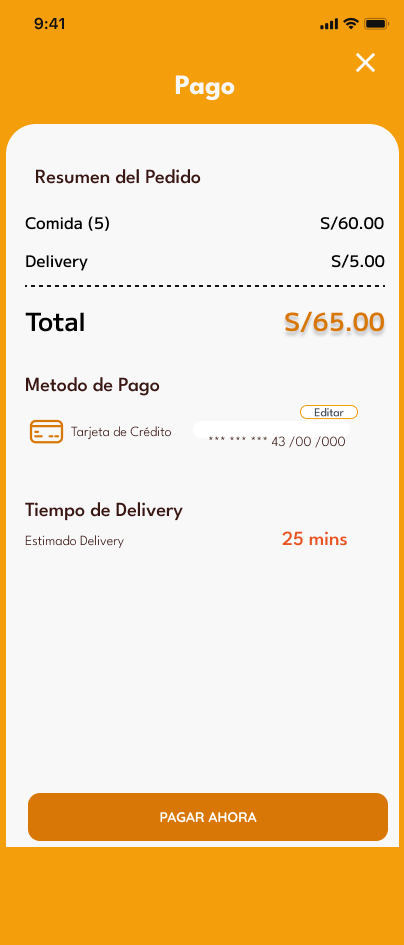 9:41
Pago
Resumen del Pedido
Comida (5) S/60.00
Delivery S/5.00
Total S/65.00
Metodo de Pago
Editar
Tarjeta de Crédito *** *** *** 43 /00 /000
Tiempo de Delivery
Estimado Delivery 25 mins
PAGAR AHORA